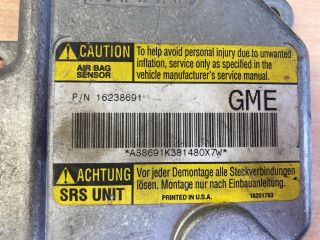 CAUTION
AIR BAG
SENSOR
To help avoid personal injury due to unwanted
inflation, service only as specified in the
vehicle manufacturer's service manual.
P/N 16238691
GME
*AS8691K381480X7W*
ACHTUNG
SRS UNIT
Vor jeder Demontage alle Steckverbindungen
lösen. Montage nur nach Einbauanleitung.
PRINTED IN U.S.A.